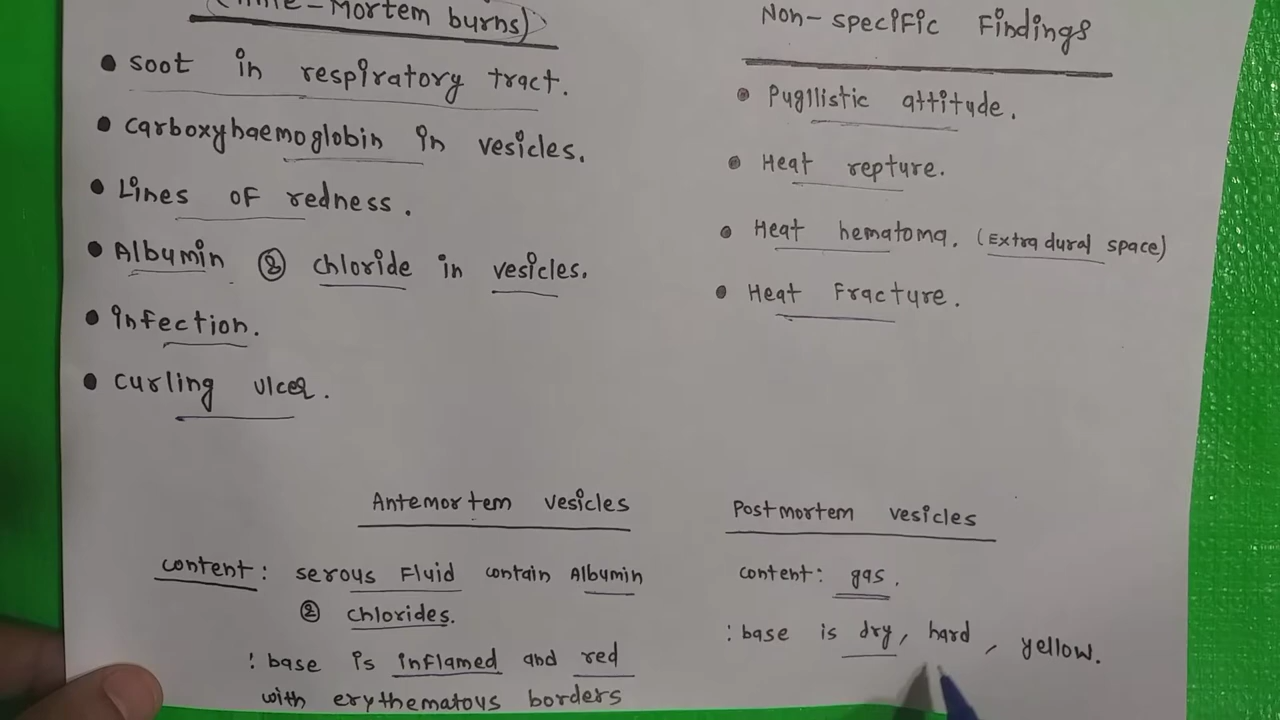 (Ante-Mortem burns)
• soot in respiratory tract.
• carboxyhaemoglobin in vesicles.
• Lines of redness.
• Albumin & chloride in vesicles.
• infection.
• curling ulcer.
Non-specific Findings
• Pugilistic attitude.
• Heat repture.
• Heat hematoma. (Extradural space)
• Heat Fracture.
Antemortem vesicles
content: serous Fluid contain Albumin
& chlorides.
: base is inflamed and red
with erythematous borders
Postmortem vesicles
content: gas.
: base is dry, hard, yellow.